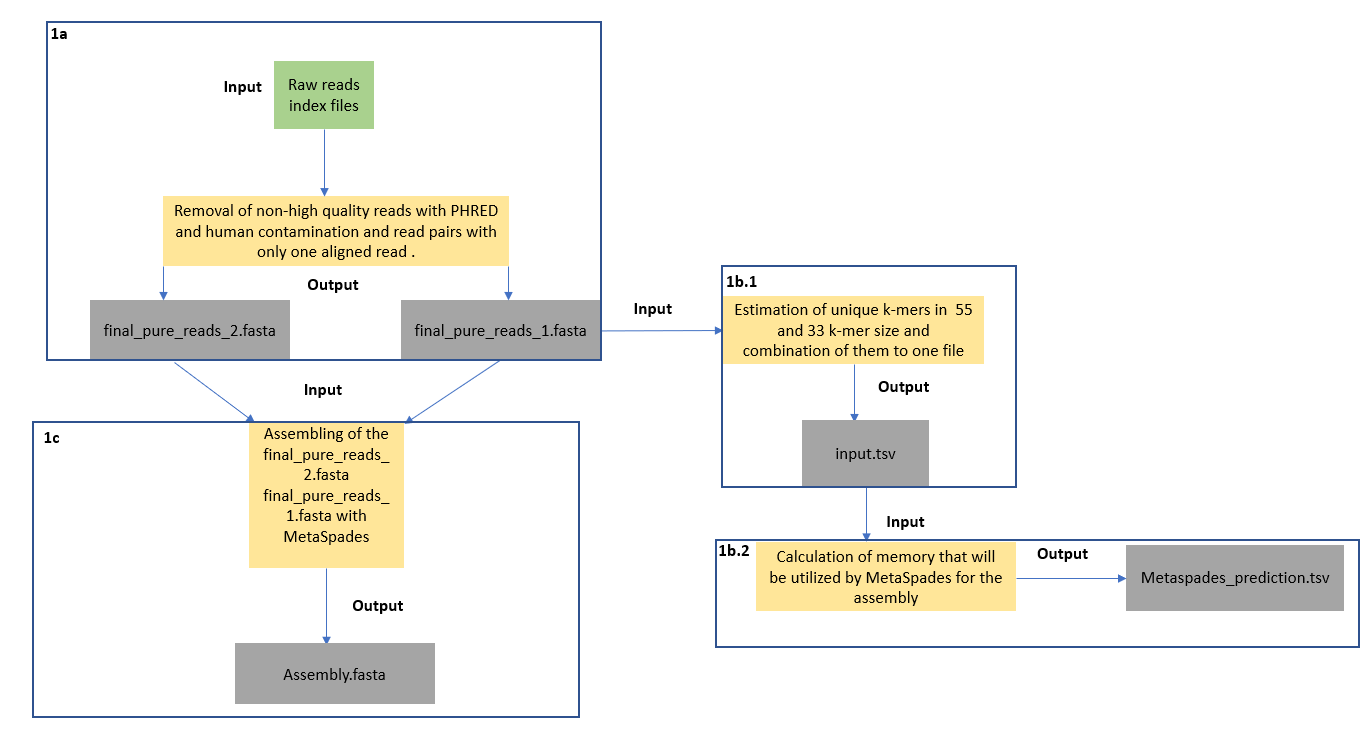 1a
Input
Raw reads
index files
Removal of non-high quality reads with PHRED
and human contamination and read pairs with
only one aligned read .
Output
final_pure_reads_2.fasta
final_pure_reads_1.fasta
Input
1b.1
Estimation of unique k-mers in  55
and 33 k-mer size and
combination of them to one file
Output
input.tsv
Input
1b.2
Calculation of memory that will
be utilized by MetaSpades for the
assembly
Output
Metaspades_prediction.tsv
Input
1c
Assembling of the
final_pure_reads_
2.fasta
final_pure_reads_
1.fasta with
MetaSpades
Output
Assembly.fasta